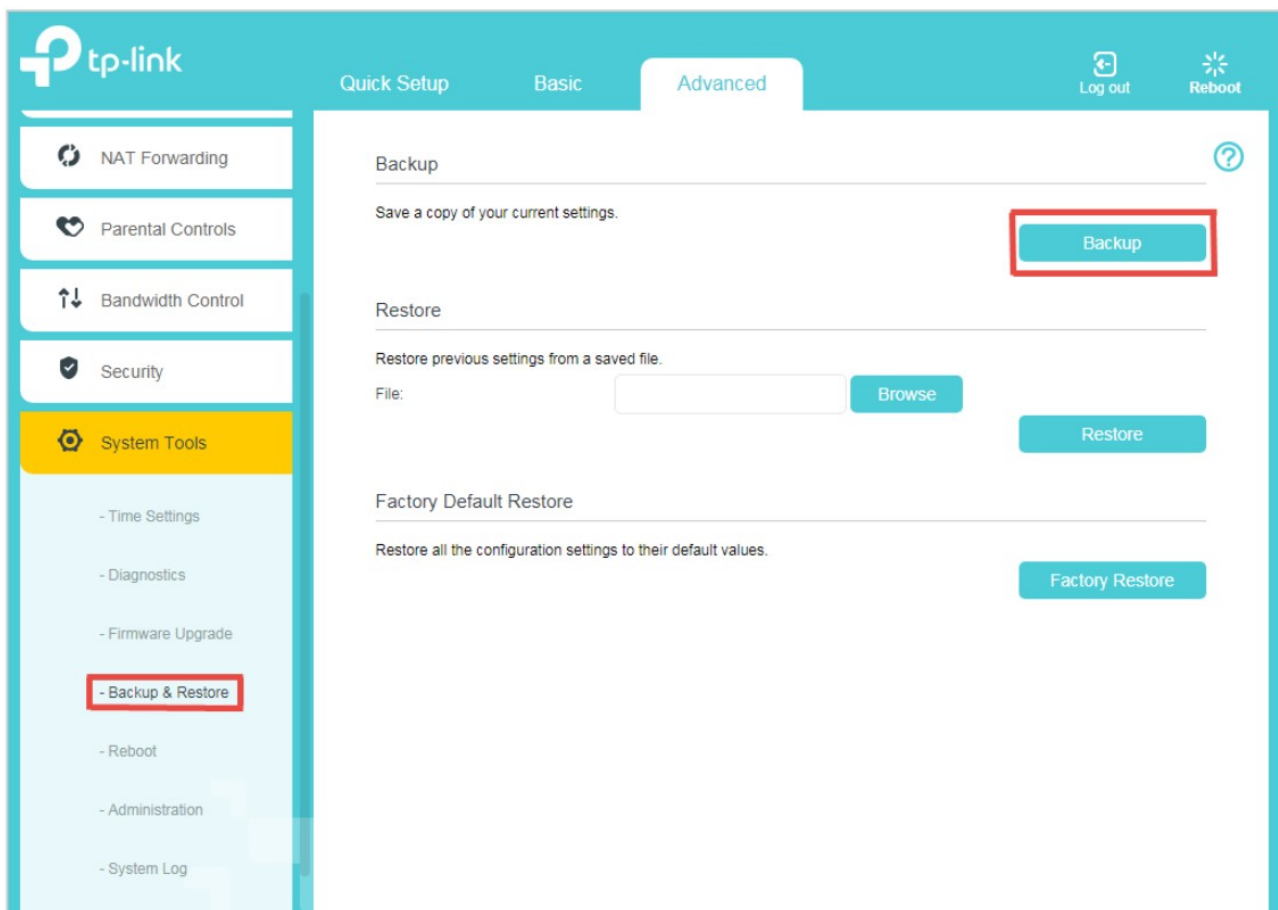 tp-link
Quick Setup
Basic
Advanced
Log out
Reboot
NAT Forwarding
Parental Controls
Bandwidth Control
Security
System Tools
- Time Settings
- Diagnostics
- Firmware Upgrade
- Backup & Restore
- Reboot
- Administration
- System Log
Backup
?
Save a copy of your current settings.
Backup
Restore
Restore previous settings from a saved file.
File:
Browse
Restore
Factory Default Restore
Restore all the configuration settings to their default values.
Factory Restore